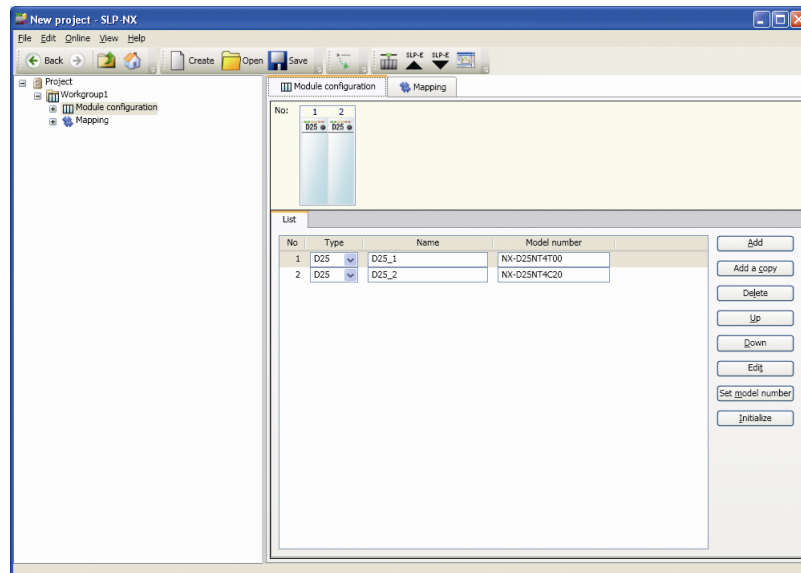 New project - SLP-NX
File Edit Online View Help
Back Create Open Save SLP-E SLP-E
Project
Workgroup1
Module configuration
Mapping
Module configuration Mapping
No: 1 2
D25 D25
List
No Type Name Model number
1 D25 D25_1 NX-D25NT4T00
2 D25 D25_2 NX-D25NT4C20
Add
Add a copy
Delete
Up
Down
Edit
Set model number
Initialize